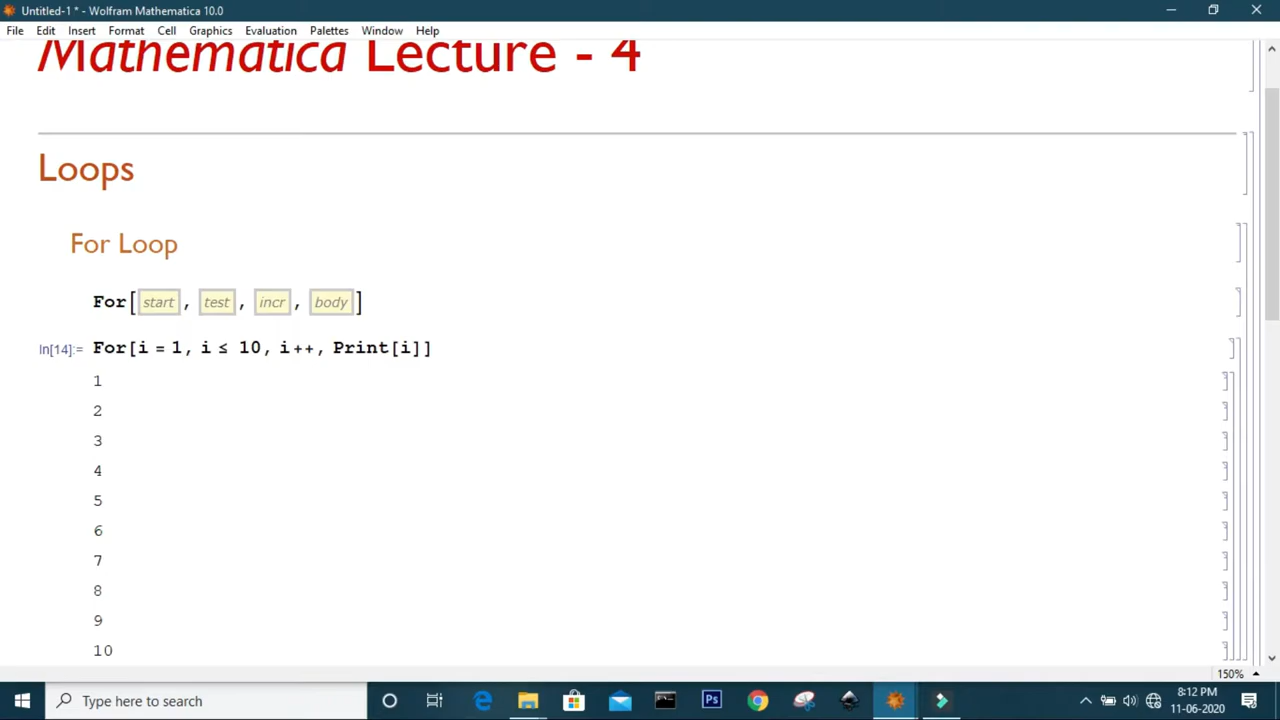 Untitled-1 * - Wolfram Mathematica 10.0
File Edit Insert Format Cell Graphics Evaluation Palettes Window Help
Mathematica Lecture - 4
Loops
For Loop
For[start, test, incr, body]
In[14]:= For[i = 1, i ≤ 10, i++, Print[i]]
1
2
3
4
5
6
7
8
9
10
150%
Type here to search
Ps
8:12 PM
11-06-2020